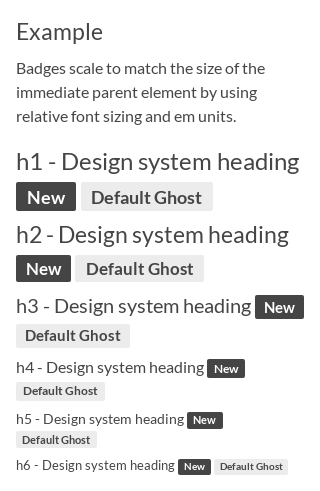 Example
Badges scale to match the size of the
immediate parent element by using
relative font sizing and em units.
h1 - Design system heading
New Default Ghost
h2 - Design system heading
New Default Ghost
h3 - Design system heading New
Default Ghost
h4 - Design system heading New
Default Ghost
h5 - Design system heading New
Default Ghost
h6 - Design system heading New Default Ghost